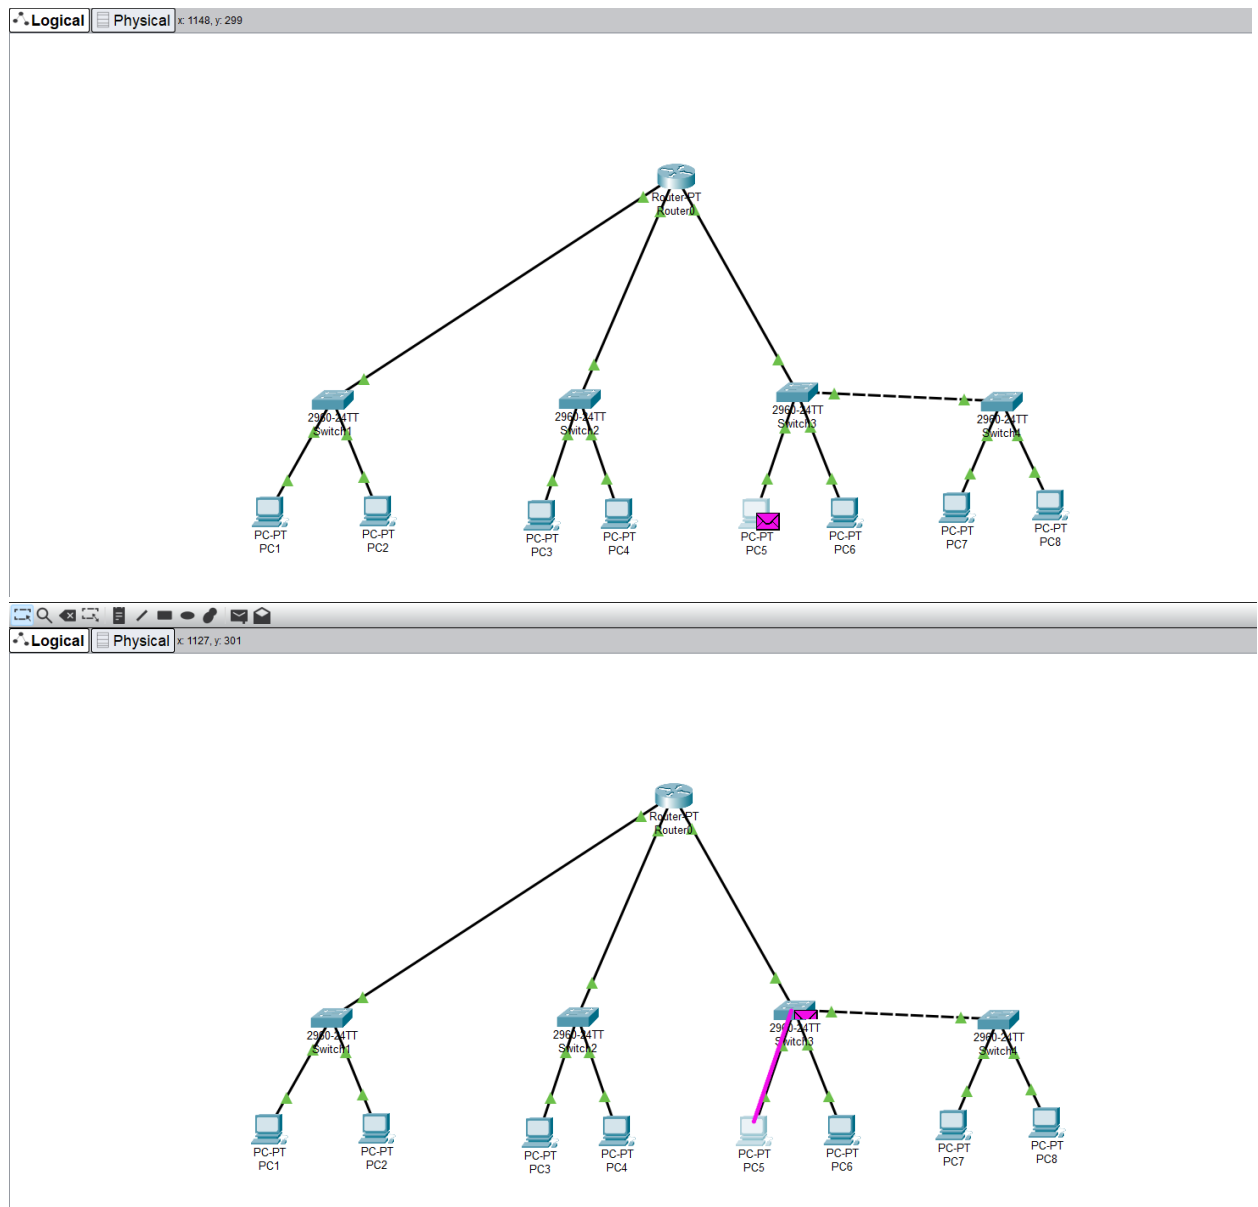 Logical Physical x: 1148, y: 299
Router-PT
Router0
2960-24TT
Switch1
2960-24TT
Switch2
2960-24TT
Switch3
2960-24TT
Switch4
PC-PT
PC1
PC-PT
PC2
PC-PT
PC3
PC-PT
PC4
PC-PT
PC5
PC-PT
PC6
PC-PT
PC7
PC-PT
PC8
Logical Physical x: 1127, y: 301
Router-PT
Router0
2960-24TT
Switch1
2960-24TT
Switch2
2960-24TT
Switch3
2960-24TT
Switch4
PC-PT
PC1
PC-PT
PC2
PC-PT
PC3
PC-PT
PC4
PC-PT
PC5
PC-PT
PC6
PC-PT
PC7
PC-PT
PC8